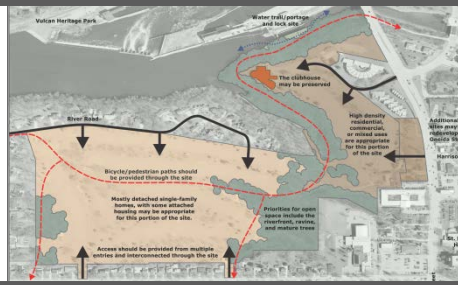 Vulcan Heritage Park
Water trail/portage
and lock site
The clubhouse
may be preserved
River Road
High density
residential,
commercial,
or mixed uses
are appropriate
for this portion
of the site
Additional
sites may
Bicycle/pedestrian paths should
be provided through the site
Mostly detached single-family
homes, with some attached
housing may be appropriate
for this portion of the site.
Priorities for open
space include the
riverfront, ravine,
and mature trees
Access should be provided from multiple
entries and interconnected through the site